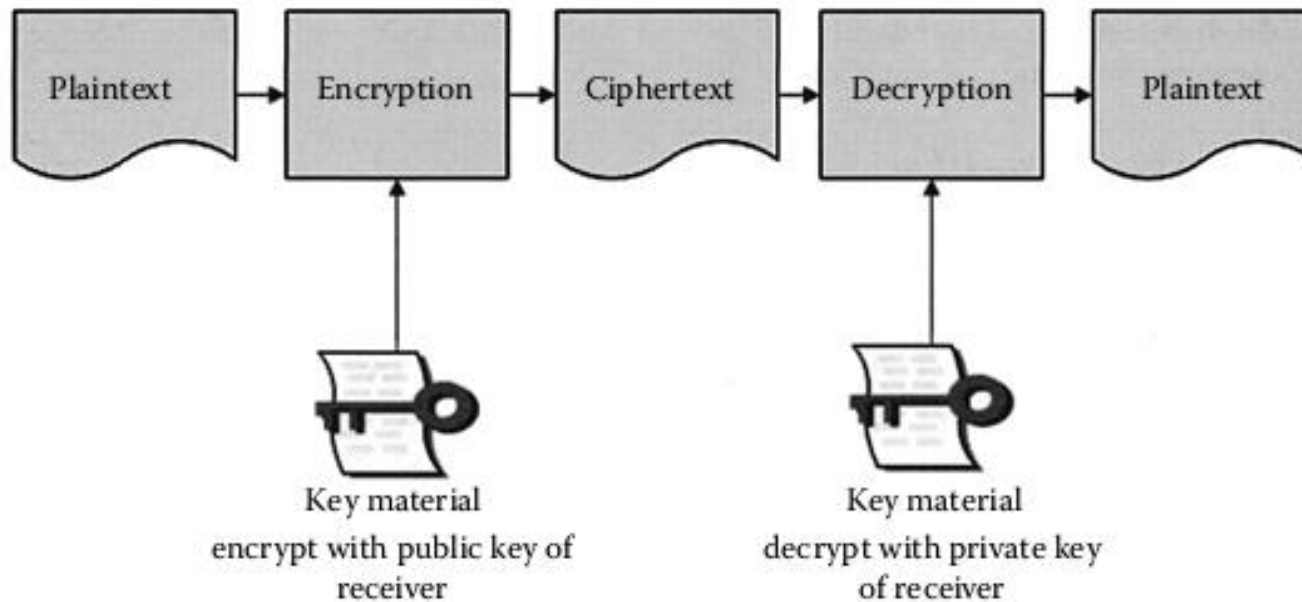 Plaintext
Encryption
Ciphertext
Decryption
Plaintext
Key material
encrypt with public key of
receiver
Key material
decrypt with private key
of receiver